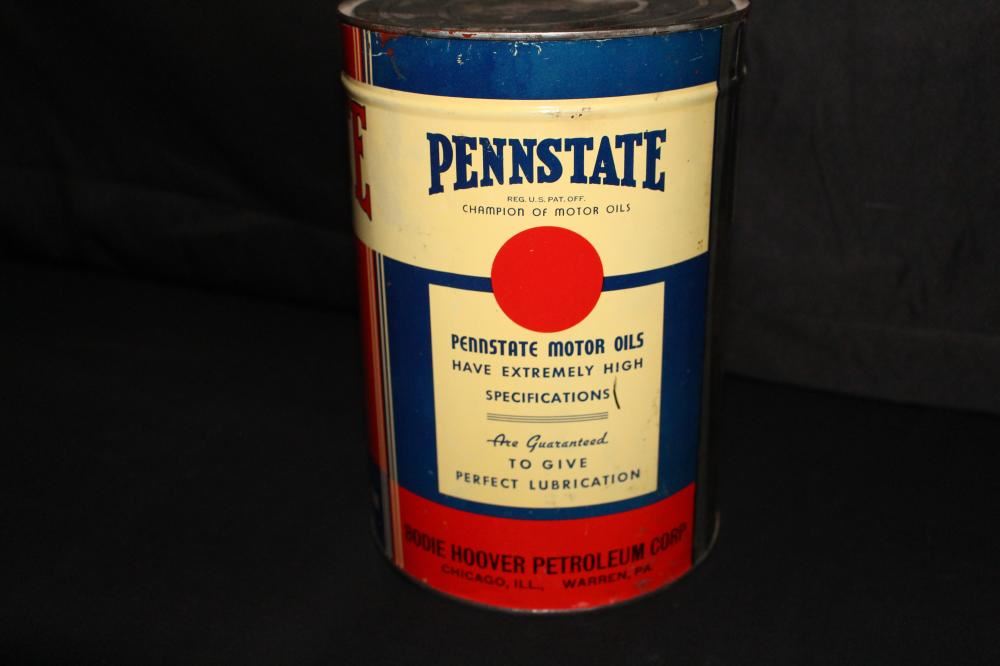 E
PENNSTATE
REG. U.S. PAT. OFF.
CHAMPION OF MOTOR OILS
PENNSTATE MOTOR OILS
HAVE EXTREMELY HIGH
SPECIFICATIONS
Are Guaranteed
TO GIVE
PERFECT LUBRICATION
BODIE HOOVER PETROLEUM CORP.
CHICAGO, ILL., WARREN, PA.